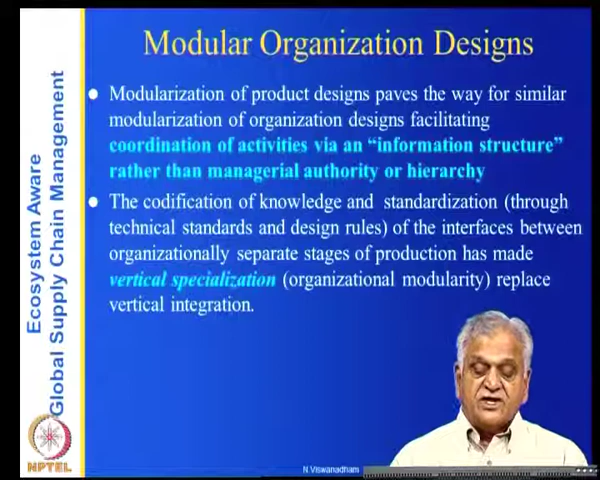 Modular Organization Designs
Modularization of product designs paves the way for similar
modularization of organization designs facilitating
coordination of activities via an “information structure”
rather than managerial authority or hierarchy
The codification of knowledge and standardization (through
technical standards and design rules) of the interfaces between
organizationally separate stages of production has made
vertical specialization (organizational modularity) replace
vertical integration.
Ecosystem Aware
Global Supply Chain Management
NPTEL
N.Viswanadham